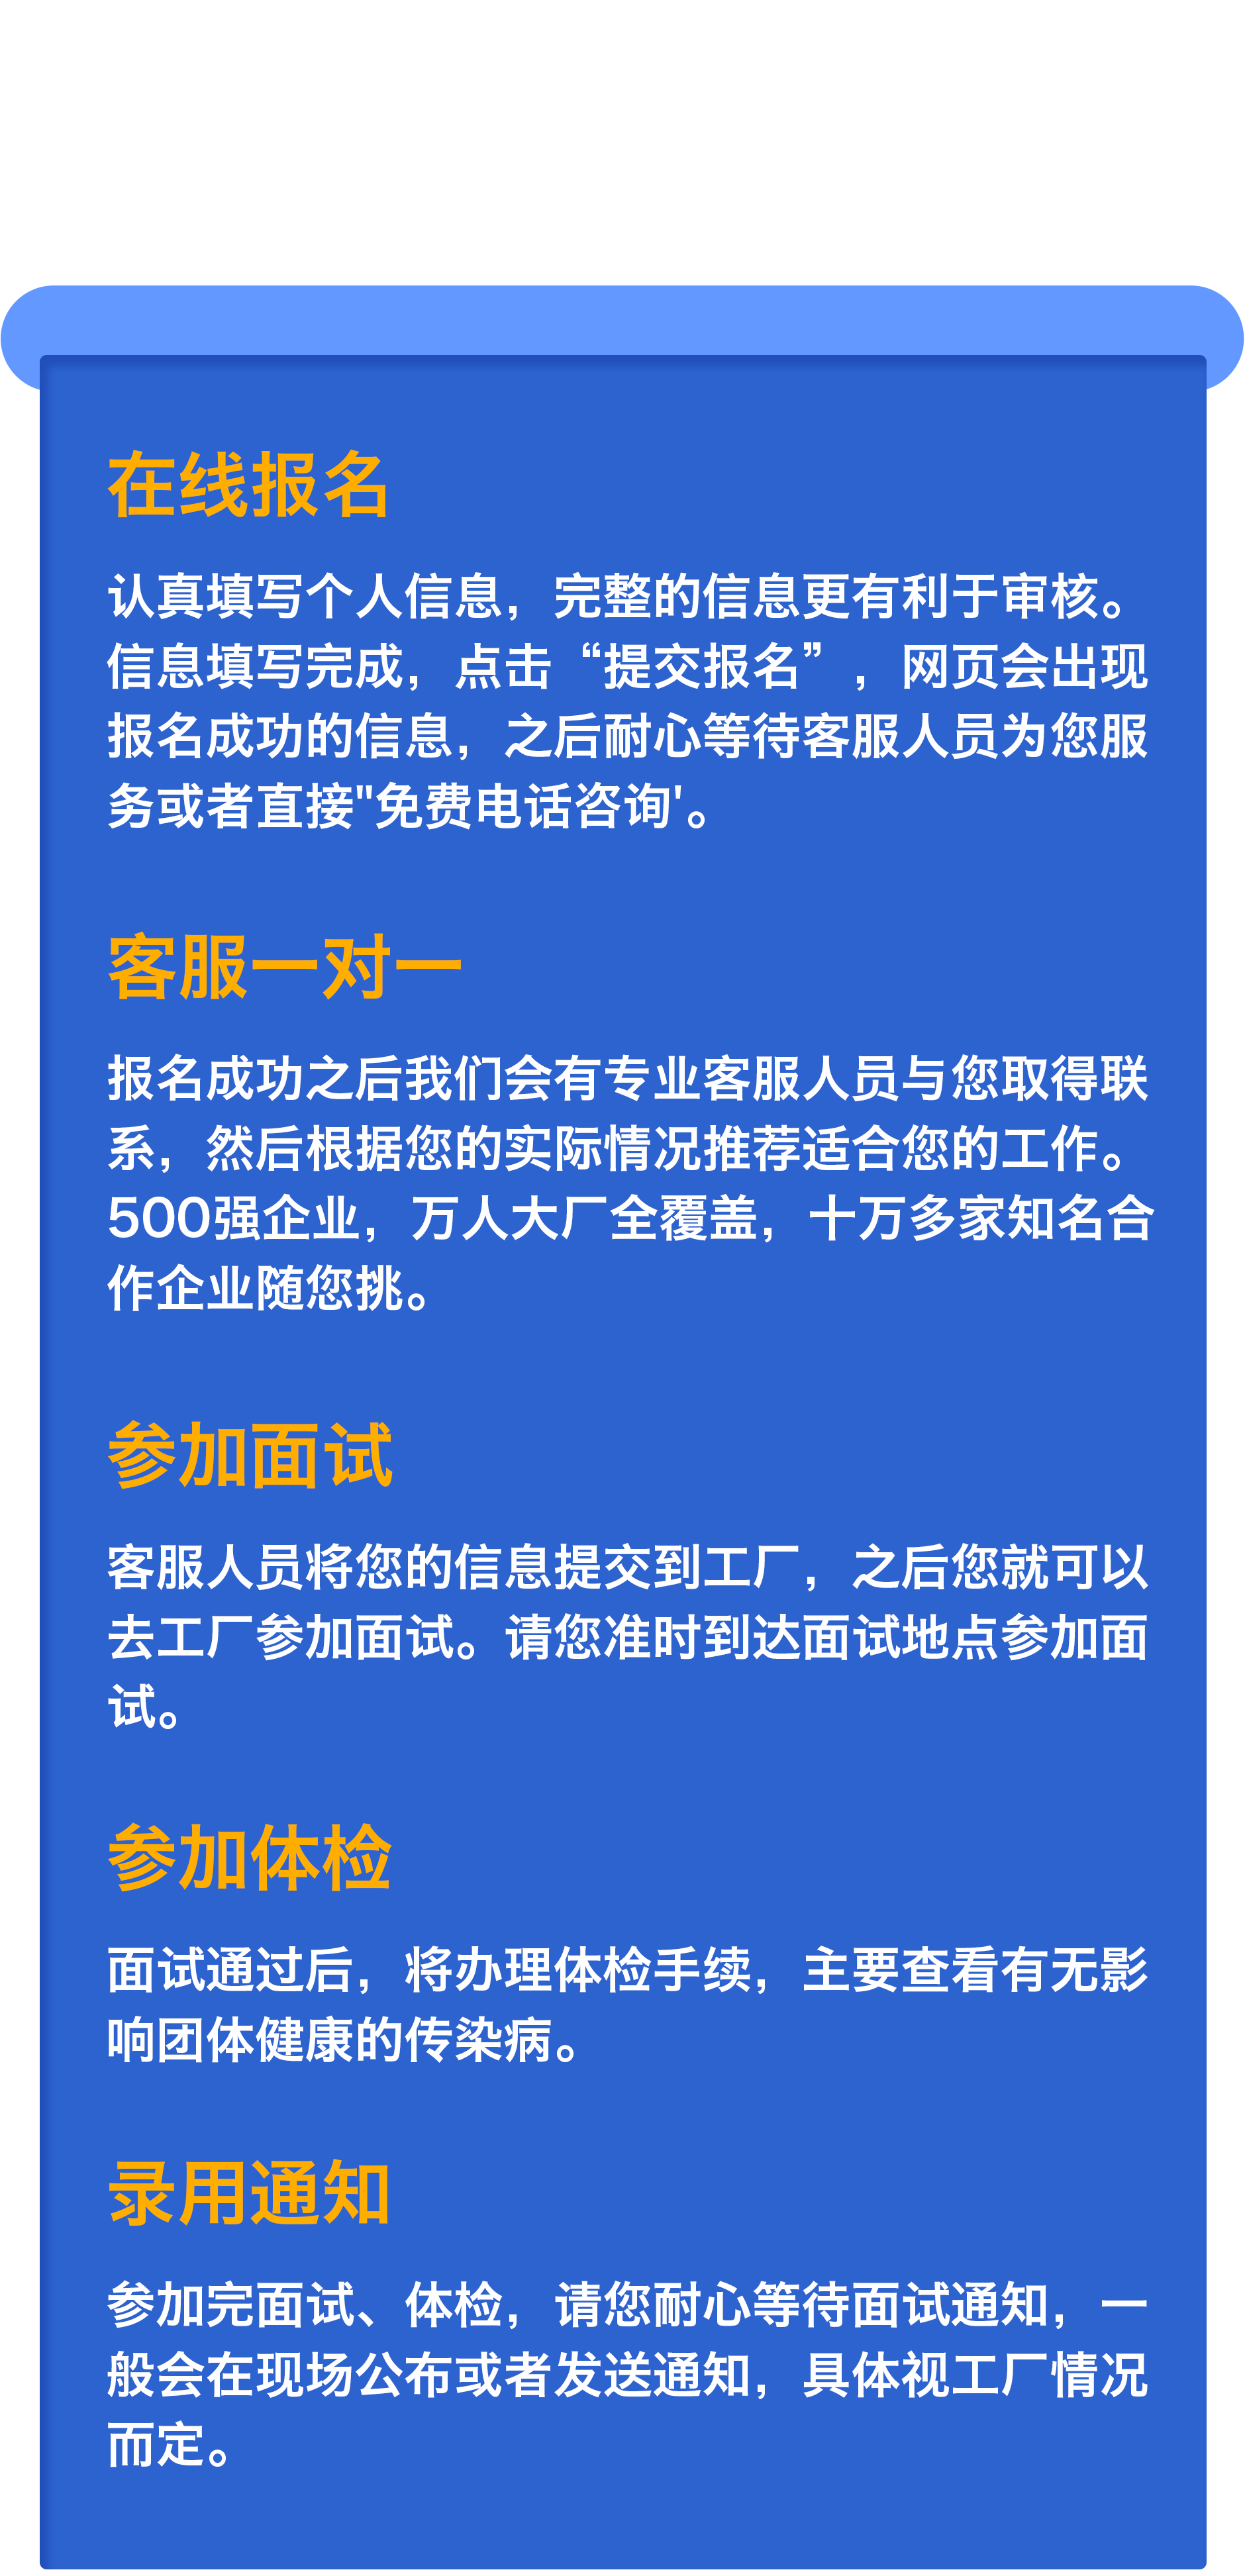 在线报名
认真填写个人信息，完整的信息更有利于审核。
信息填写完成，点击“提交报名”，网页会出现
报名成功的信息，之后耐心等待客服人员为您服
务或者直接"免费电话咨询'。
客服一对一
报名成功之后我们会有专业客服人员与您取得联
系，然后根据您的实际情况推荐适合您的工作。
500强企业，万人大厂全覆盖，十万多家知名合
作企业随您挑。
参加面试
客服人员将您的信息提交到工厂，之后您就可以
去工厂参加面试。请您准时到达面试地点参加面
试。
参加体检
面试通过后，将办理体检手续，主要查看有无影
响团体健康的传染病。
录用通知
参加完面试、体检，请您耐心等待面试通知，一
般会在现场公布或者发送通知，具体视工厂情况
而定。